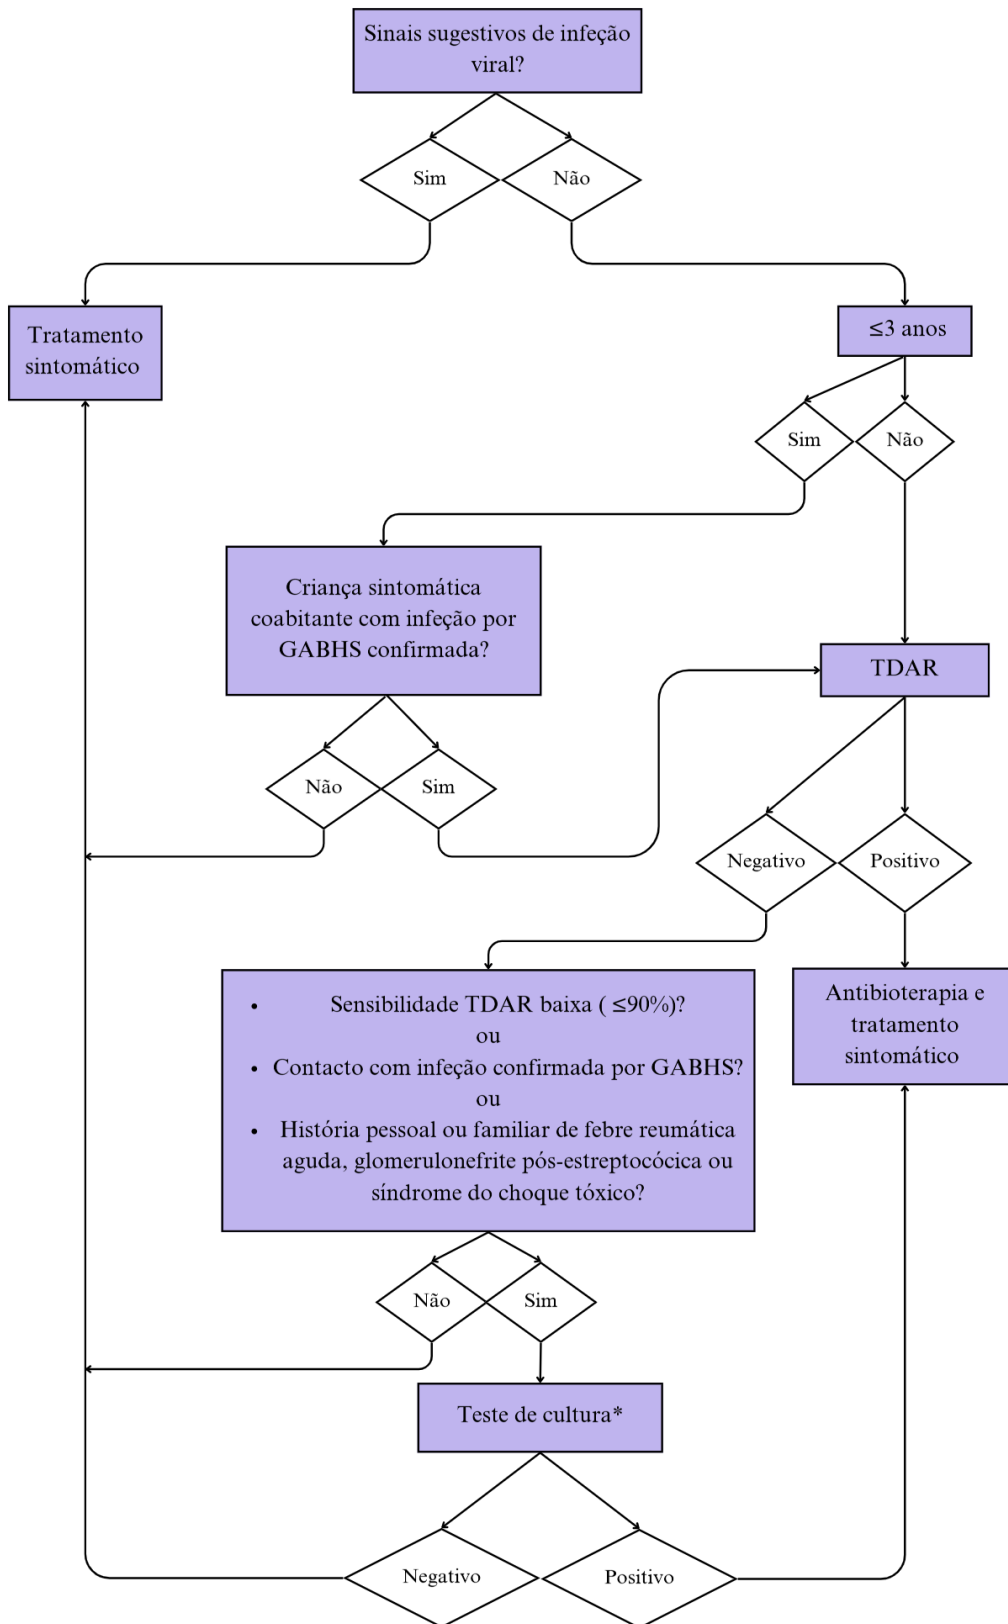 Sinais sugestivos de infeção
viral?
Sim
Não
Tratamento
sintomático
≤3 anos
Sim
Não
Criança sintomática
coabitante com infeção por
GABHS confirmada?
TDAR
Não
Sim
Negativo
Positivo
• Sensibilidade TDAR baixa ( ≤90%)?
ou
• Contacto com infeção confirmada por GABHS?
ou
• História pessoal ou familiar de febre reumática
aguda, glomerulonefrite pós-estreptocócica ou
síndrome do choque tóxico?
Antibioterapia e
tratamento
sintomático
Não
Sim
Teste de cultura*
Negativo
Positivo